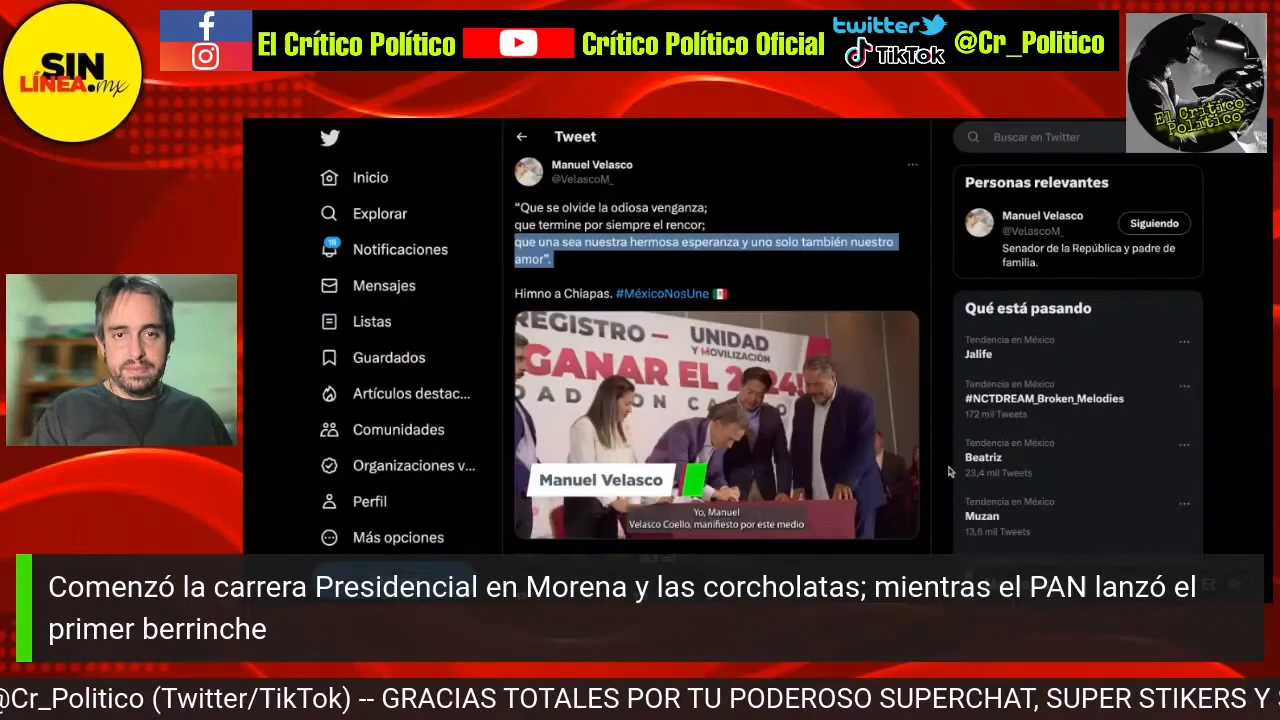 SIN
LÍNEA.mx
El Crítico Político
Crítico Político Oficial
twitter
TikTok
@Cr_Politico
El Crítico
Político
Inicio
Explorar
18
Notificaciones
Mensajes
Listas
Guardados
Artículos destac...
Comunidades
Organizaciones v...
Perfil
Más opciones
Tweet
Manuel Velasco
@VelascoM_
“Que se olvide la odiosa venganza;
que termine por siempre el rencor;
que una sea nuestra hermosa esperanza y uno solo también nuestro
amor”.
Himno a Chiapas. #MéxicoNosUne
REGISTRO — UNIDAD
Y MOVILIZACIÓN
GANAR EL 2024!
Manuel Velasco
Yo, Manuel
Velasco Coello, manifiesto por este medio
Buscar en Twitter
Personas relevantes
Manuel Velasco
@VelascoM_
Siguiendo
Senador de la República y padre de
familia.
Qué está pasando
Tendencia en México
Jalife
Tendencia en México
#NCTDREAM_Broken_Melodies
172 mil Tweets
Tendencia en México
Beatriz
23,4 mil Tweets
Tendencia en México
Muzan
13,6 mil Tweets
Comenzó la carrera Presidencial en Morena y las corcholatas; mientras el PAN lanzó el
primer berrinche
@Cr_Politico (Twitter/TikTok) -- GRACIAS TOTALES POR TU PODEROSO SUPERCHAT, SUPER STIKERS Y